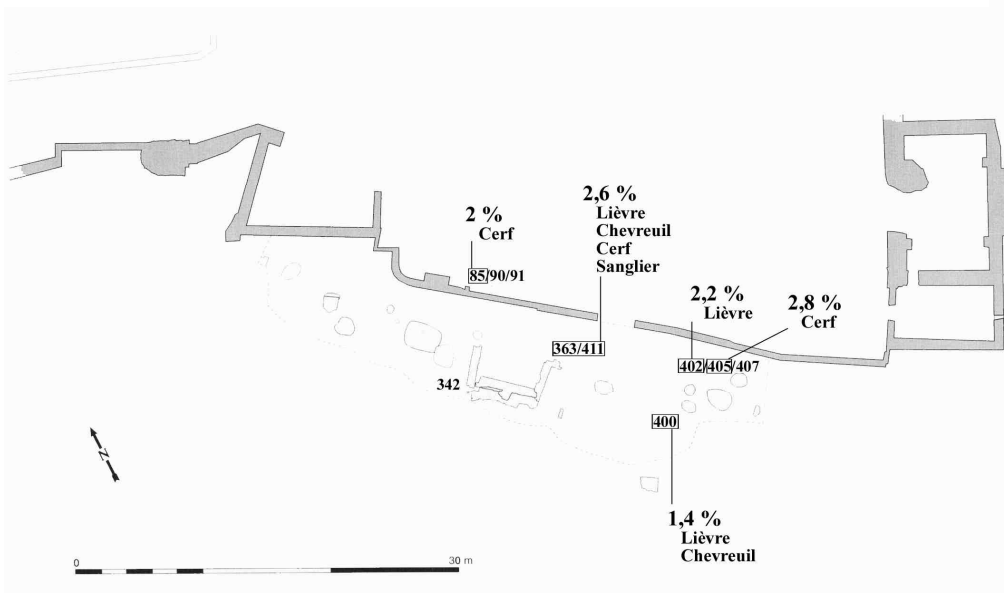 2,6 %
Lièvre
Chevreuil
Cerf
Sanglier
2 %
Cerf
85/90/91
2,2 %
Lièvre
2,8 %
Cerf
363/411
402/405/407
342
400
N
1,4 %
Lièvre
Chevreuil
0
30 m